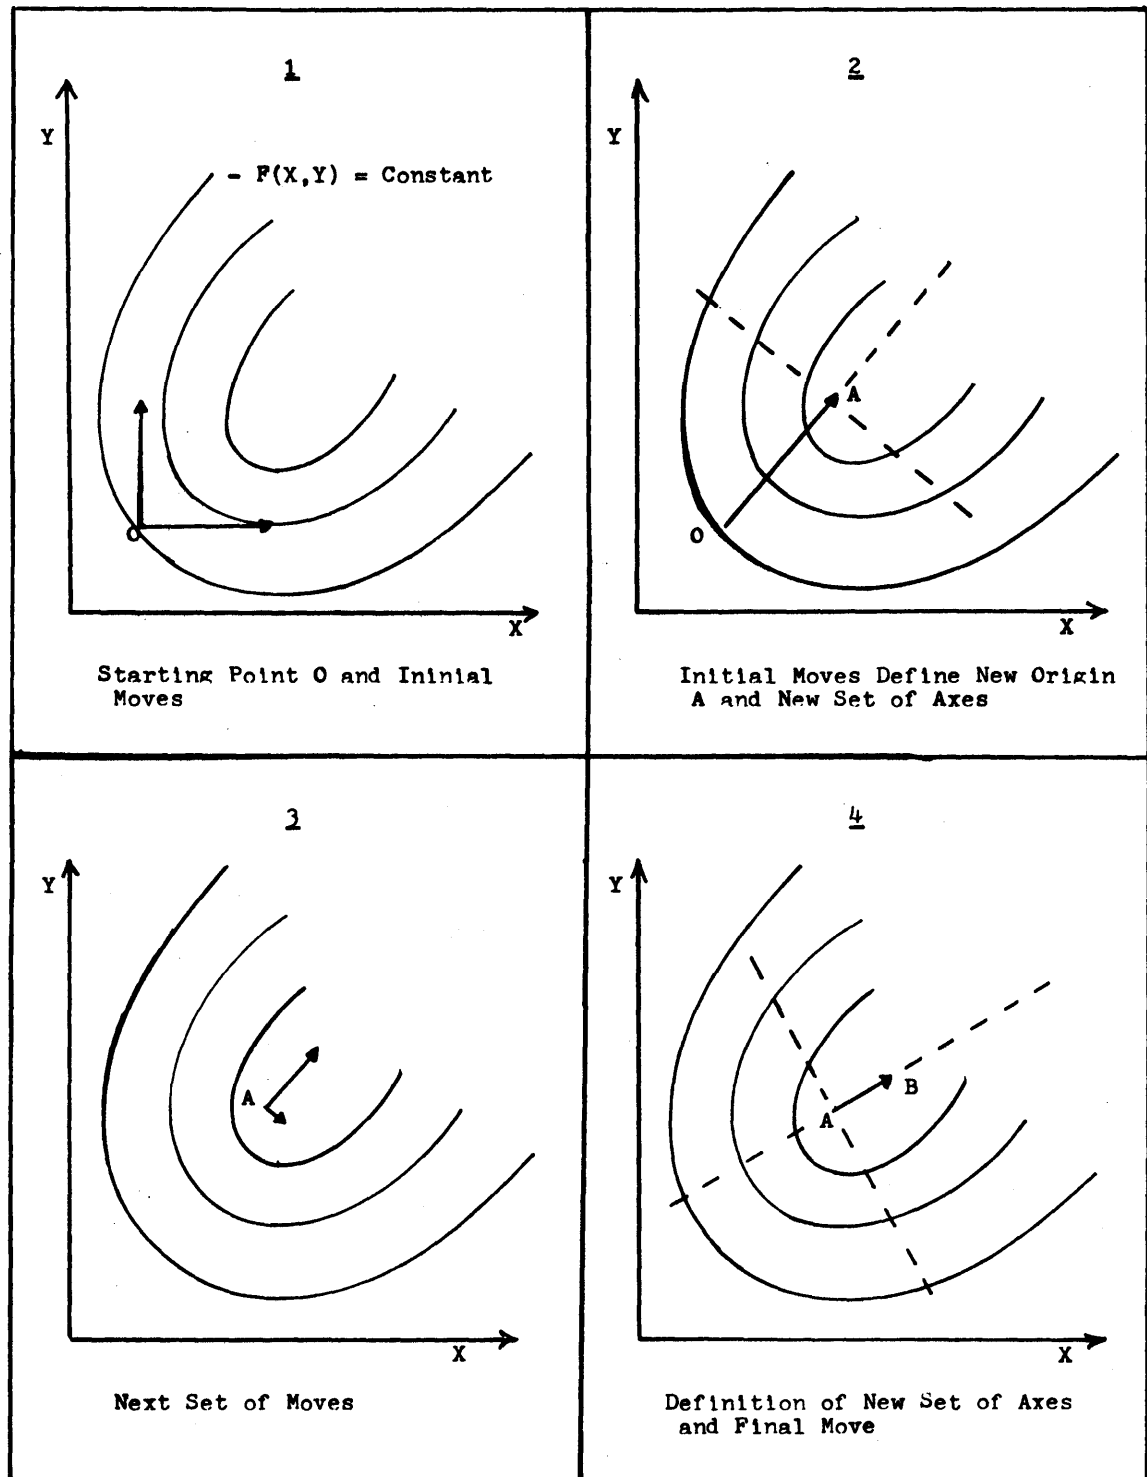 1
Y
- F(X,Y) = Constant
O
X
Starting Point O and Ininial
Moves
2
Y
A
O
X
Initial Moves Define New Origin
A and New Set of Axes
3
Y
A
X
Next Set of Moves
4
Y
B
A
X
Definition of New Set of Axes
and Final Move